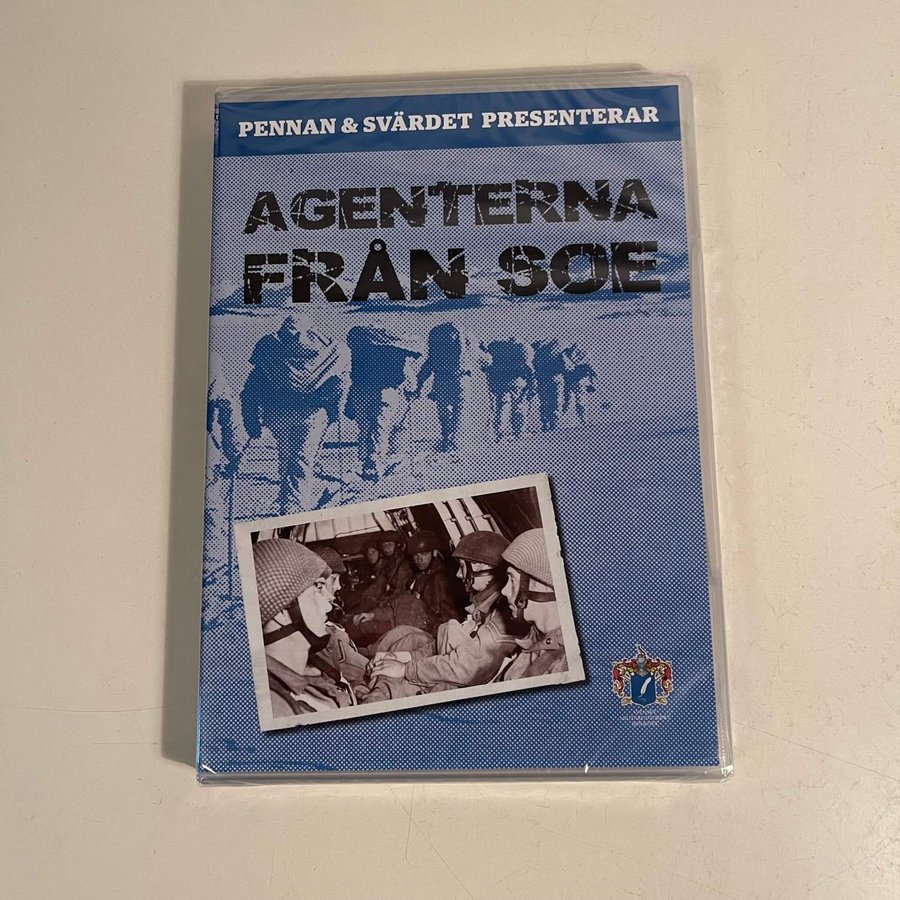 PENNAN & SVÄRDET PRESENTERAR
AGENTERNA
FRÅN SOE